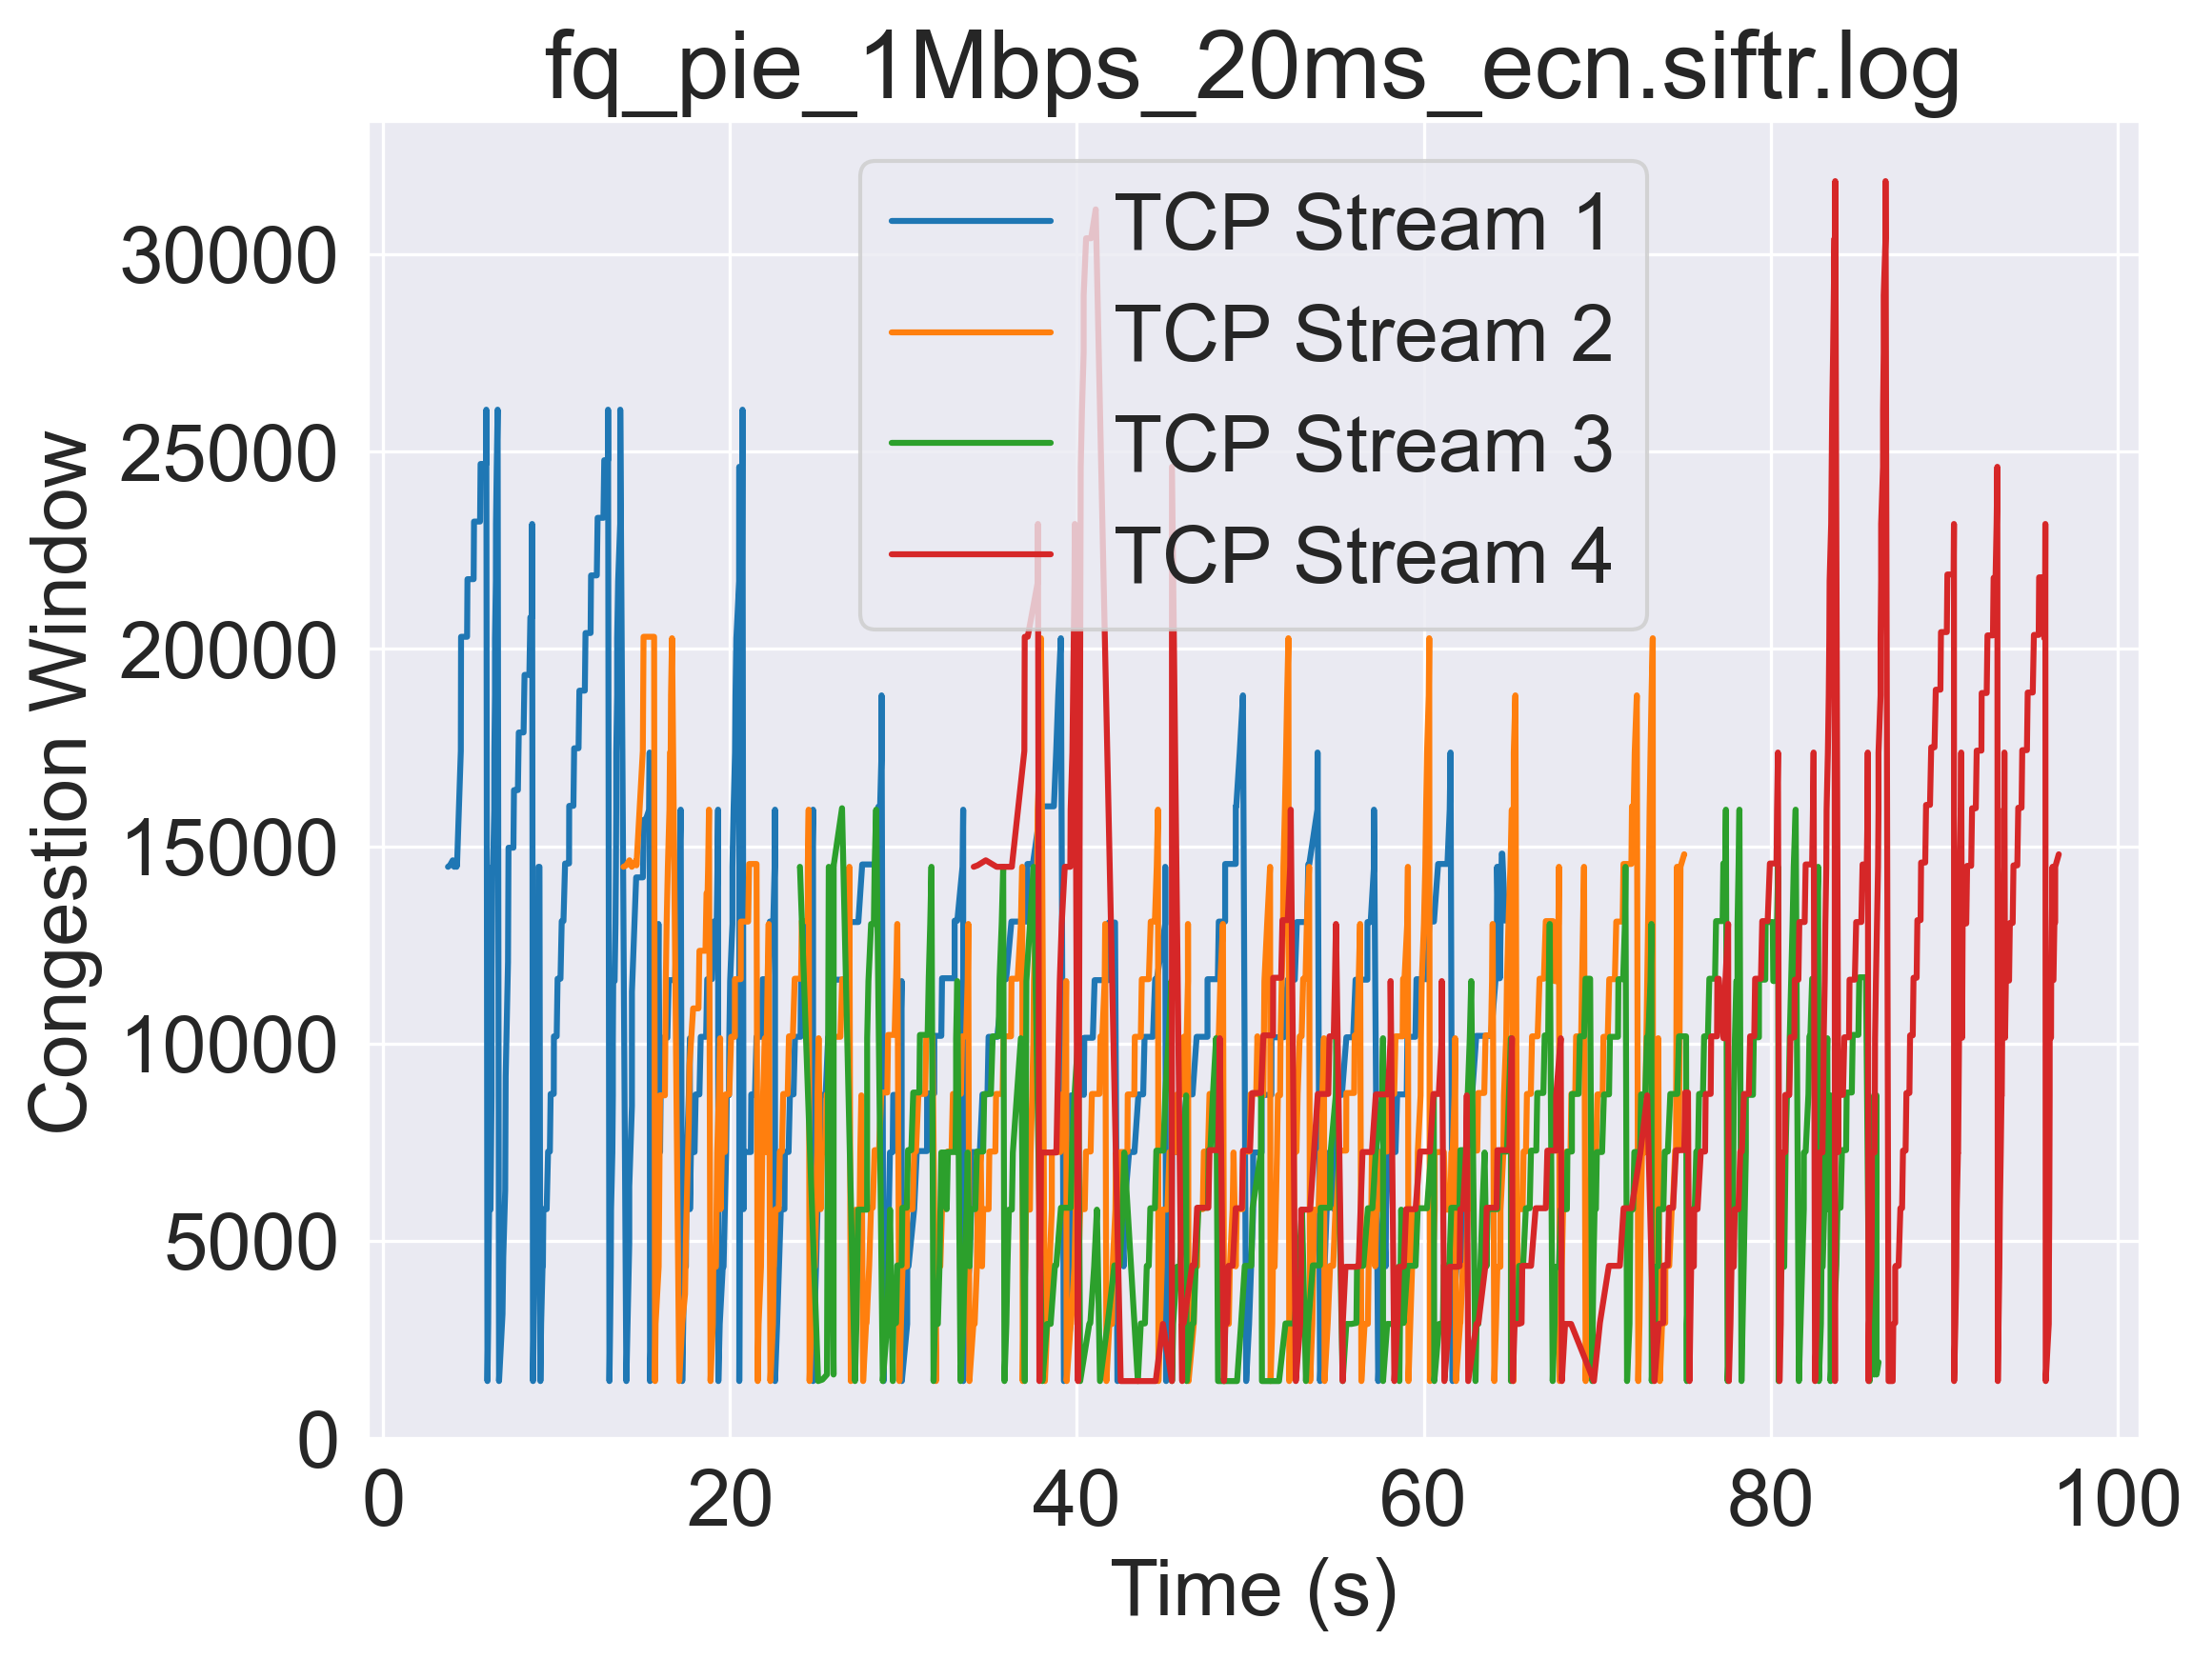 fq_pie_1Mbps_20ms_ecn.siftr.log
TCP Stream 1
TCP Stream 2
TCP Stream 3
TCP Stream 4
Congestion Window
30000
25000
20000
15000
10000
5000
0
0 20 40 60 80 100
Time (s)